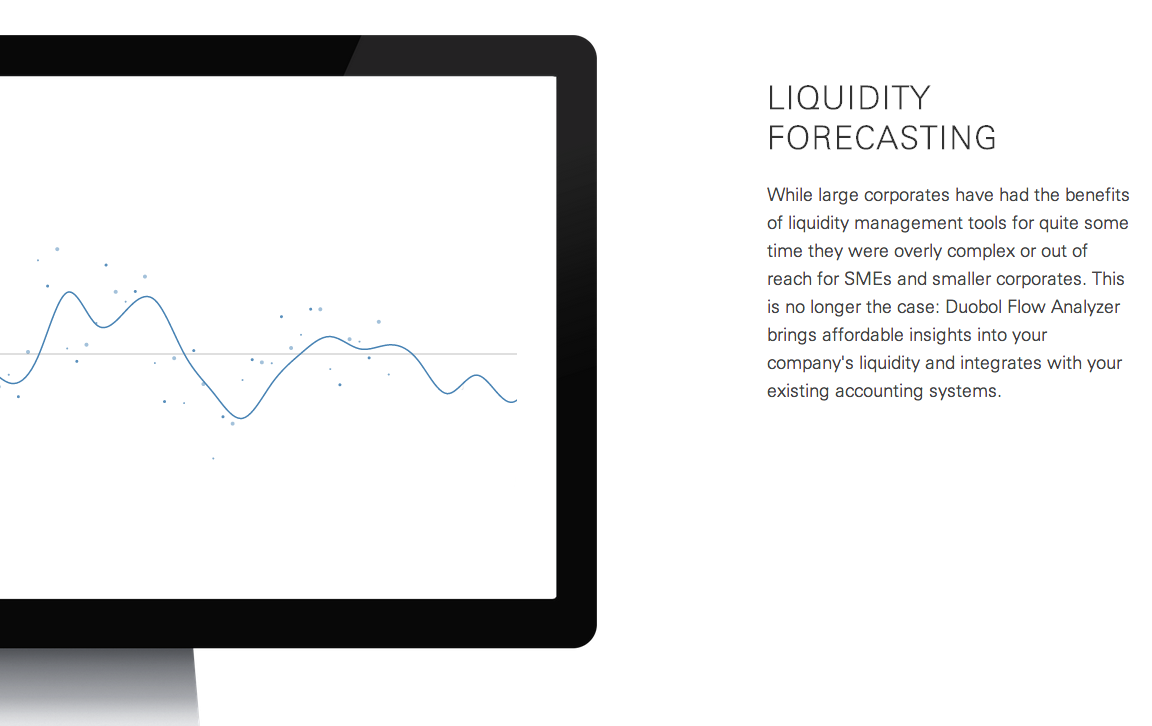 LIQUIDITY
FORECASTING
While large corporates have had the benefits
of liquidity management tools for quite some
time they were overly complex or out of
reach for SMEs and smaller corporates. This
is no longer the case: Duobol Flow Analyzer
brings affordable insights into your
company's liquidity and integrates with your
existing accounting systems.